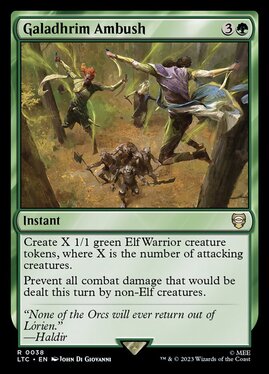 Galadhrim Ambush 3
Instant
Create X 1/1 green Elf Warrior creature
tokens, where X is the number of attacking
creatures.
Prevent all combat damage that would be
dealt this turn by non-Elf creatures.
“None of the Orcs will ever return out of
Lórien.”
—Haldir
R 0038 © MEE
LTC • EN John Di Giovanni ™ & © 2023 Wizards of the Coast